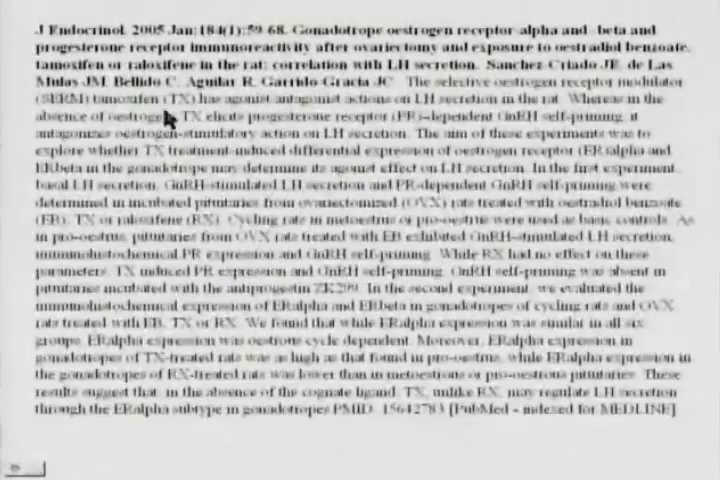 J Endocrinol. 2005 Jan;184(1):59-68. Gonadotrope oestrogen receptor-alpha and -beta and
progesterone receptor immunoreactivity after ovariectomy and exposure to oestradiol benzoate,
tamoxifen or raloxifene in the rat: correlation with LH secretion. Sanchez-Criado JE, de Las
Mulas JM, Bellido C, Aguilar R, Garrido-Gracia JC. The selective oestrogen receptor modulator
(SERM) tamoxifen (TX) has agonist/antagonist actions on LH secretion in the rat. Whereas in the
absence of oestrogen TX elicits progesterone receptor (PR)-dependent GnRH self-priming, it
antagonizes oestrogen-stimulatory action on LH secretion. The aim of these experiments was to
explore whether TX treatment-induced differential expression of oestrogen receptor (ER)alpha and
ERbeta in the gonadotrope may determine its agonist effect on LH secretion. In the first experiment,
basal LH secretion, GnRH-stimulated LH secretion and PR-dependent GnRH self-priming were
determined in incubated pituitaries from ovariectomized (OVX) rats treated with oestradiol benzoate
(EB), TX or raloxifene (RX). Cycling rats in metoestrus or pro-oestrus were used as basic controls. As
in pro-oestrus, pituitaries from OVX rats treated with EB exhibited GnRH-stimulated LH secretion,
immunohistochemical PR expression and GnRH self-priming. While RX had no effect on these
parameters, TX induced PR expression and GnRH self-priming. GnRH self-priming was absent in
pituitaries incubated with the antiprogestin ZK299. In the second experiment, we evaluated the
immunohistochemical expression of ERalpha and ERbeta in gonadotropes of cycling rats and OVX
rats treated with EB, TX or RX. We found that while ERalpha expression was similar in all six
groups, ERalpha expression was oestrous cycle dependent. Moreover, ERalpha expression in
gonadotropes of TX-treated rats was as high as that found in pro-oestrus, while ERalpha expression in
the gonadotropes of RX-treated rats was lower than in metoestrous or pro-oestrous pituitaries. These
results suggest that, in the absence of the cognate ligand, TX, unlike RX, may regulate LH secretion
through the ERalpha subtype in gonadotropes PMID: 15642783 [PubMed - indexed for MEDLINE]